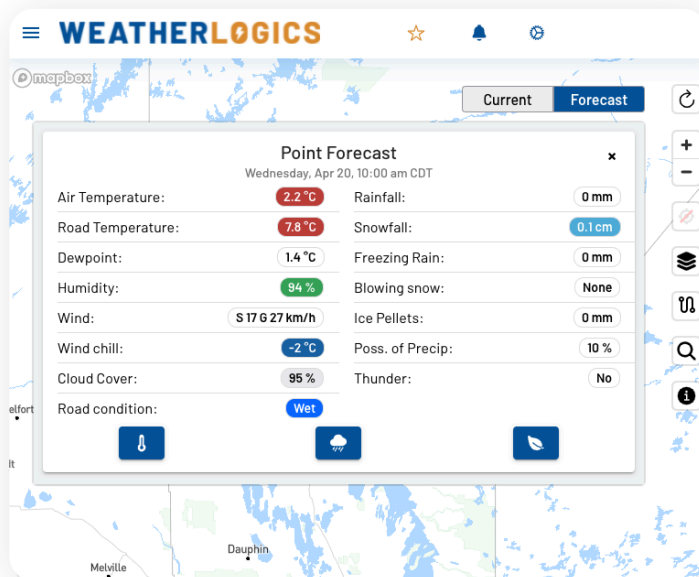 WEATHERLOGICS
mapbox
Current
Forecast
Point Forecast
Wednesday, Apr 20, 10:00 am CDT
Air Temperature: 2.2 °C
Rainfall: 0 mm
Road Temperature: 7.8 °C
Snowfall: 0.1 cm
Dewpoint: 1.4 °C
Freezing Rain: 0 mm
Humidity: 94 %
Blowing snow: None
Wind: S 17 G 27 km/h
Ice Pellets: 0 mm
Wind chill: -2 °C
Poss. of Precip: 10 %
Cloud Cover: 95 %
Thunder: No
Road condition: Wet
elfort
it
Dauphin
Melville